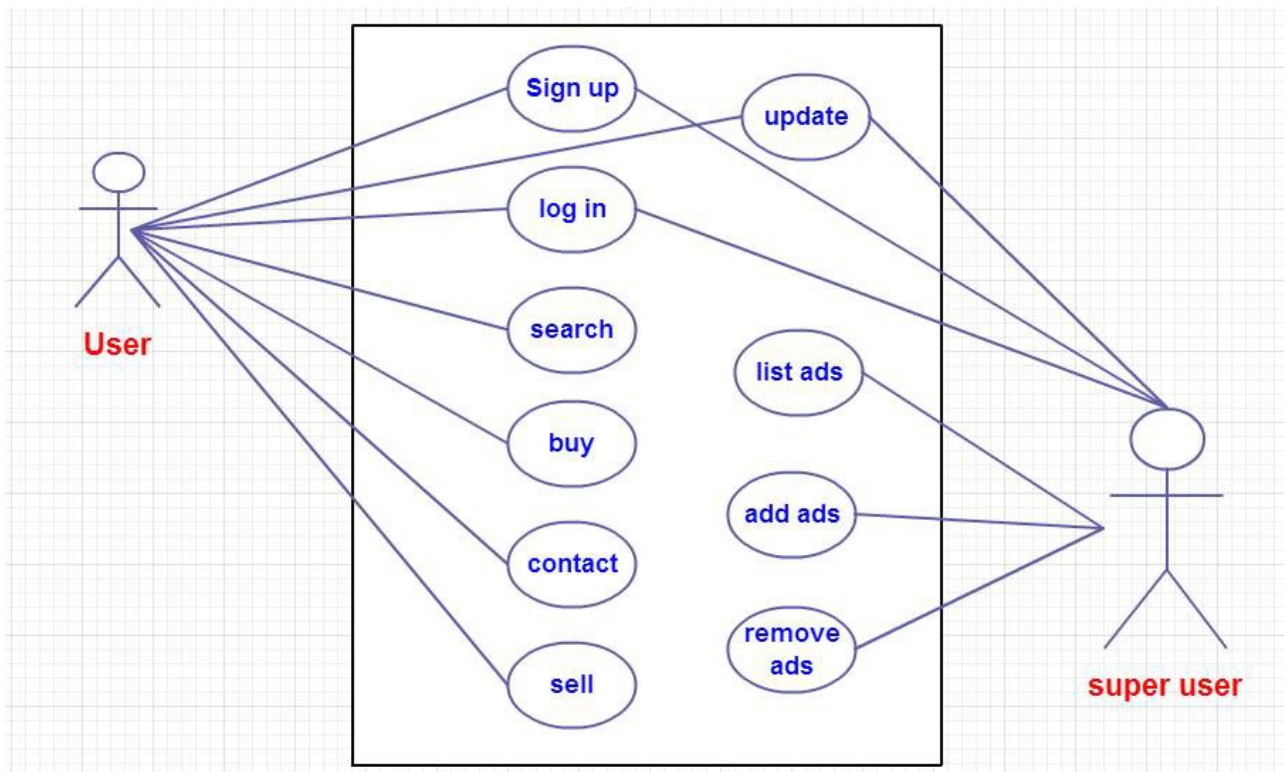 Sign up
update
log in
search
User
list ads
buy
add ads
contact
remove
ads
sell
super user